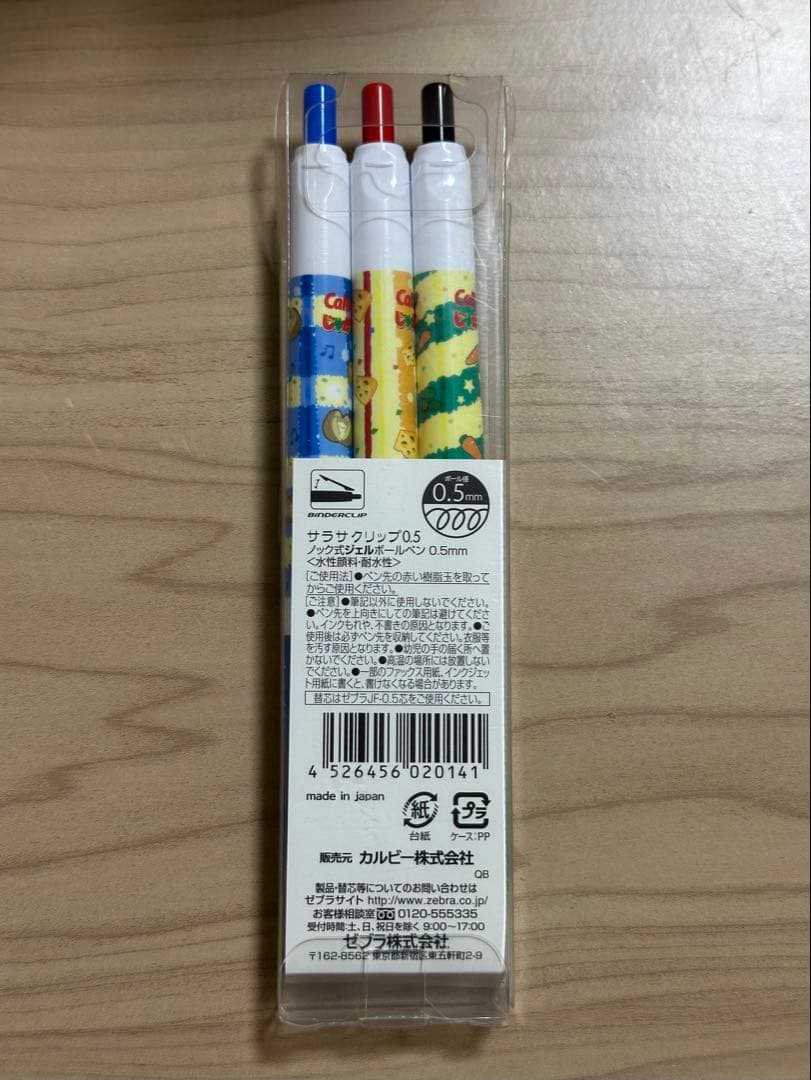 Cal
じゃ
Cal
じゃ
Ca
じゃ
BINDERCLIP
ボール径
0.5mm
サラサクリップ0.5
ノック式ジェルボールペン 0.5mm
<水性顔料・耐水性>
[ご使用法]●ペン先の赤い樹脂玉を取って
からご使用ください。
[ご注意]●筆記以外に使用しないでください。
●ペン先を上向きにしての筆記は避けてくださ
い。インクもれや、不書きの原因となります。●ご
使用後は必ずペン先を収納してください。衣服等
を汚す原因となります。●幼児の手の届く所へ置
かないでください。●高温の場所には放置しない
でください。●一部のファックス用紙、インクジェッ
ト用紙に書くと、書けなくなる場合があります。
替芯はゼブラJF-0.5芯をご使用ください。
4 526456 020141
made in japan
紙
台紙
プラ
ケース:PP
販売元 カルビー株式会社
QB
製品・替芯等についてのお問い合わせは
ゼブラサイト http://www.zebra.co.jp/
お客様相談室 0120-555335
受付時間:土、日、祝日を除く 9:00~17:00
ゼブラ株式会社
〒162-8562 東京都新宿区東五軒町2-9